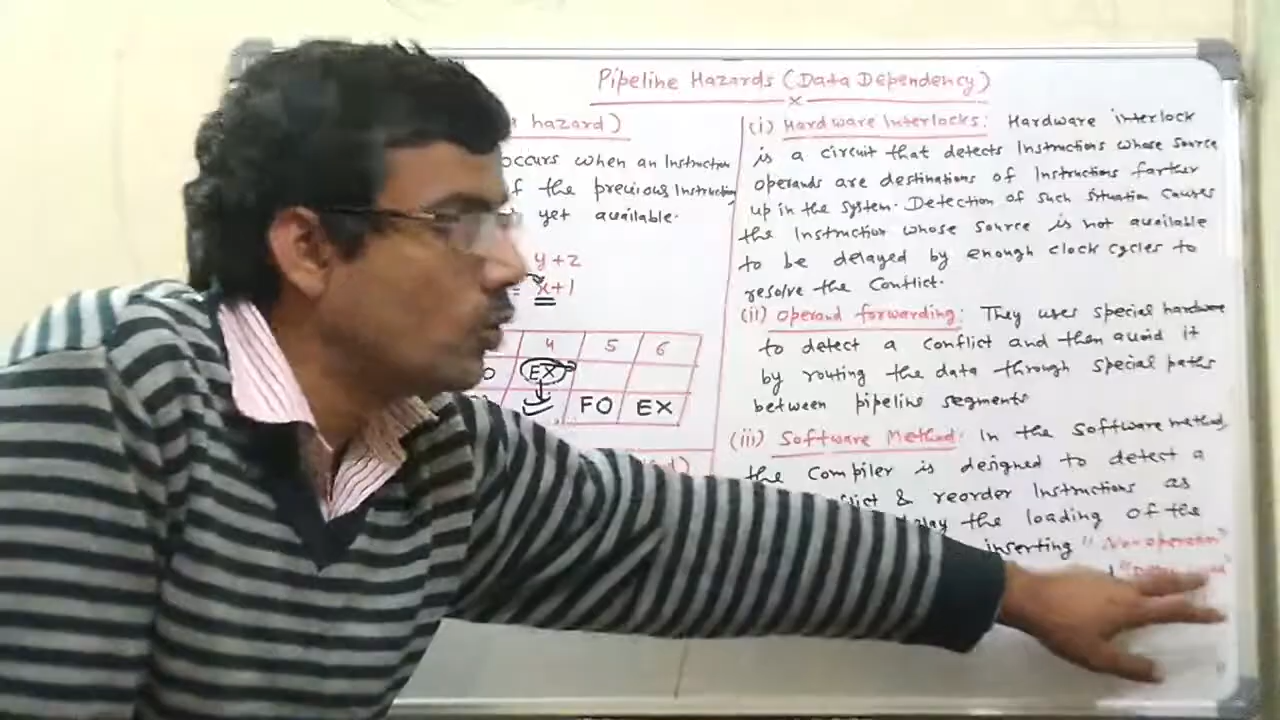 Pipeline Hazards (Data Dependency)
hazard)
occurs when an Instruction
f the previous Instruction
yet available.
y+z
= x+1
4 5 6
O EX
FO EX
(i) Hardware Interlocks: Hardware interlock
is a circuit that detects Instructions whose source
operands are destinations of Instructions farther
up in the system. Detection of such situation causes
the Instruction whose source is not available
to be delayed by enough clock cycles to
resolve the conflict.
(ii) Operand forwarding: They uses special hardware
to detect a conflict and then avoid it
by routing the data through special paths
between pipeline segments
(iii) Software Method: In the software method,
the compiler is designed to detect a
& reorder Instructions as
the loading of the
inserting "